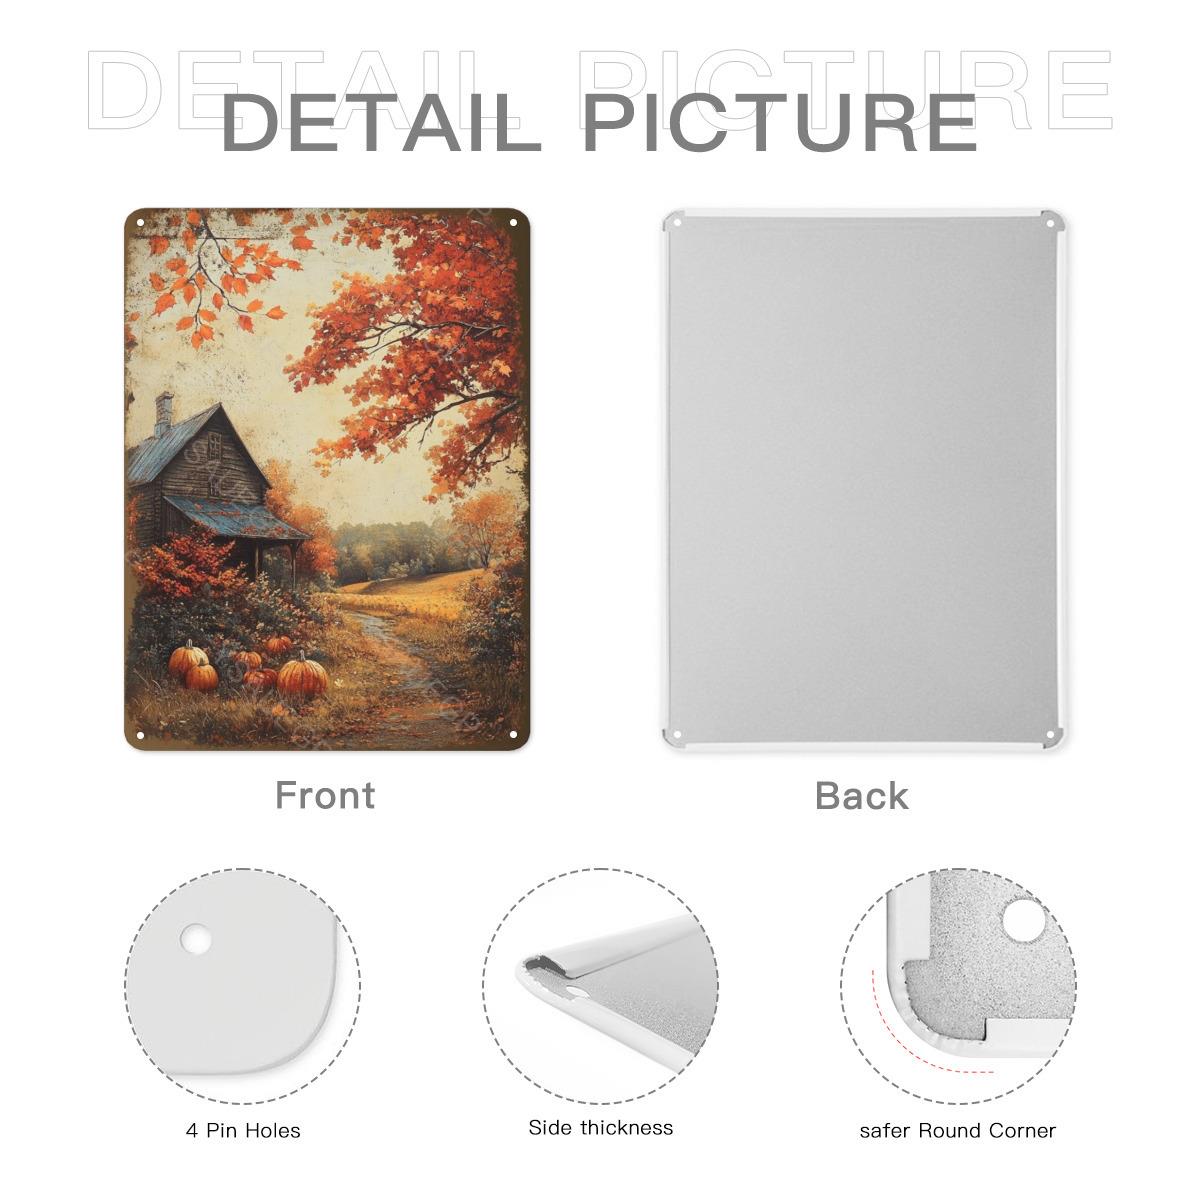 DETAIL PICTURE
DETAIL PICTURE
Front
Back
4 Pin Holes
Side thickness
safer Round Corner